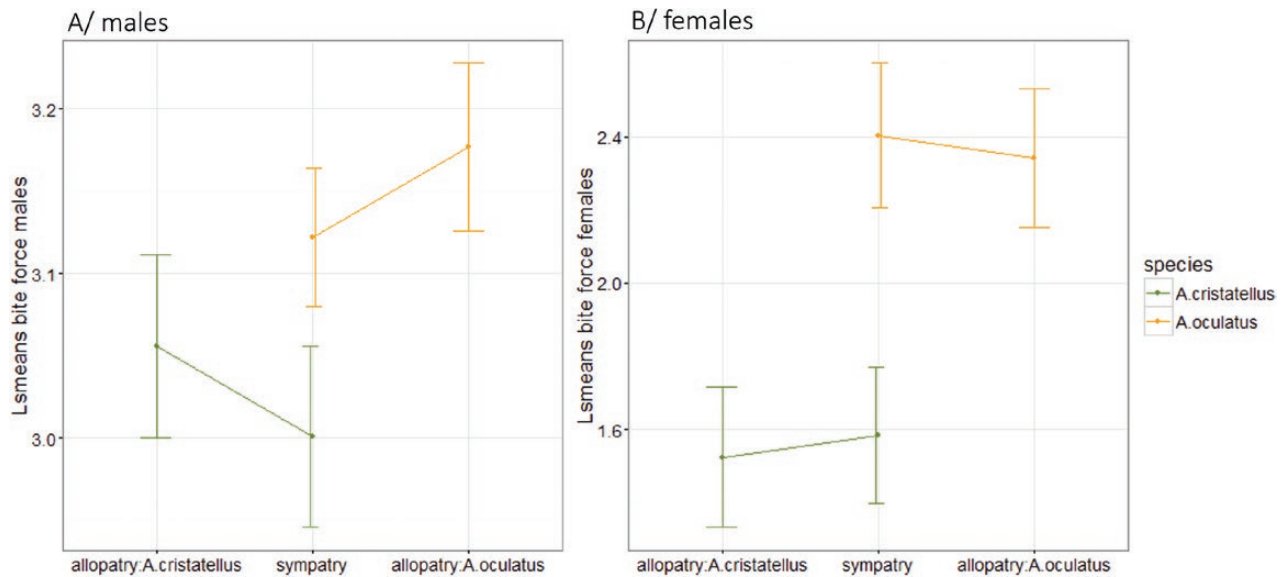 A/ males
Lsmeans bite force males
3.2
3.1
3.0
allopatry:A.cristatellus sympatry allopatry:A.oculatus
B/ females
Lsmeans bite force females
2.4
2.0
1.6
allopatry:A.cristatellus sympatry allopatry:A.oculatus
species
A.cristatellus
A.oculatus